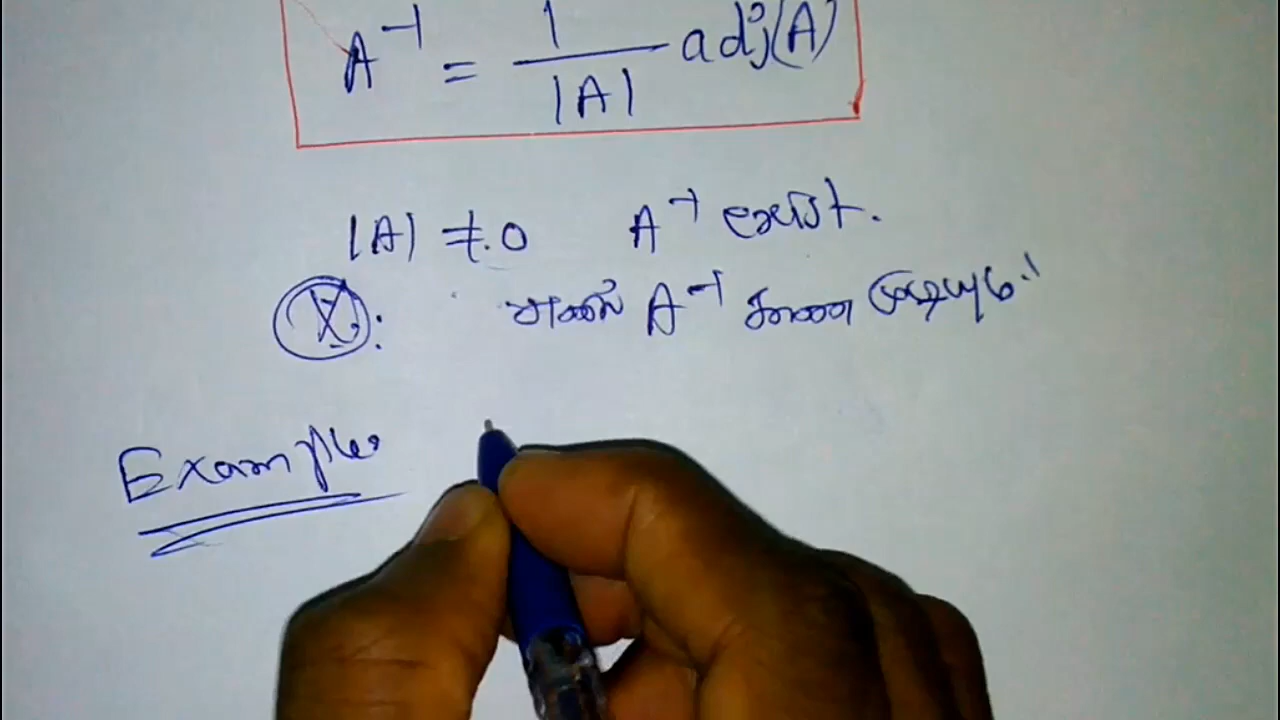 A⁻¹ = 1/|A| adj(A)
|A| ≠ 0 A⁻¹ exist.
A⁻¹ காண முடியும்.!
Example